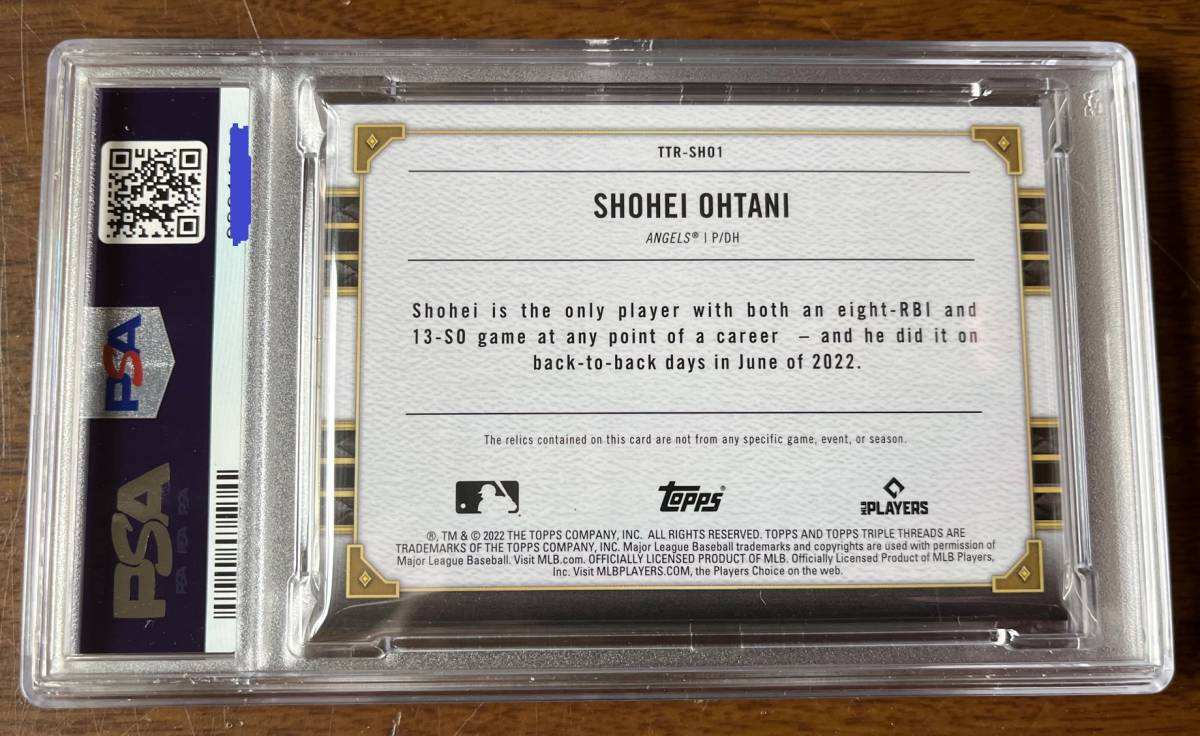 TTR-SHO1
SHOHEI OHTANI
ANGELS® | P/DH
Shohei is the only player with both an eight-RBI and
13-SO game at any point of a career – and he did it on
back-to-back days in June of 2022.
The relics contained on this card are not from any specific game, event, or season.
Topps®
MLB PLAYERS
®, TM & © 2022 THE TOPPS COMPANY, INC. ALL RIGHTS RESERVED. TOPPS AND TOPPS TRIPLE THREADS ARE
TRADEMARKS OF THE TOPPS COMPANY, INC. Major League Baseball trademarks and copyrights are used with permission of
Major League Baseball. Visit MLB.com. OFFICIALLY LICENSED PRODUCT OF MLB. Officially Licensed Product of MLB Players,
Inc. Visit MLBPLAYERS.COM, the Players Choice on the web.
PSA
PSA
PSA PSA PSA